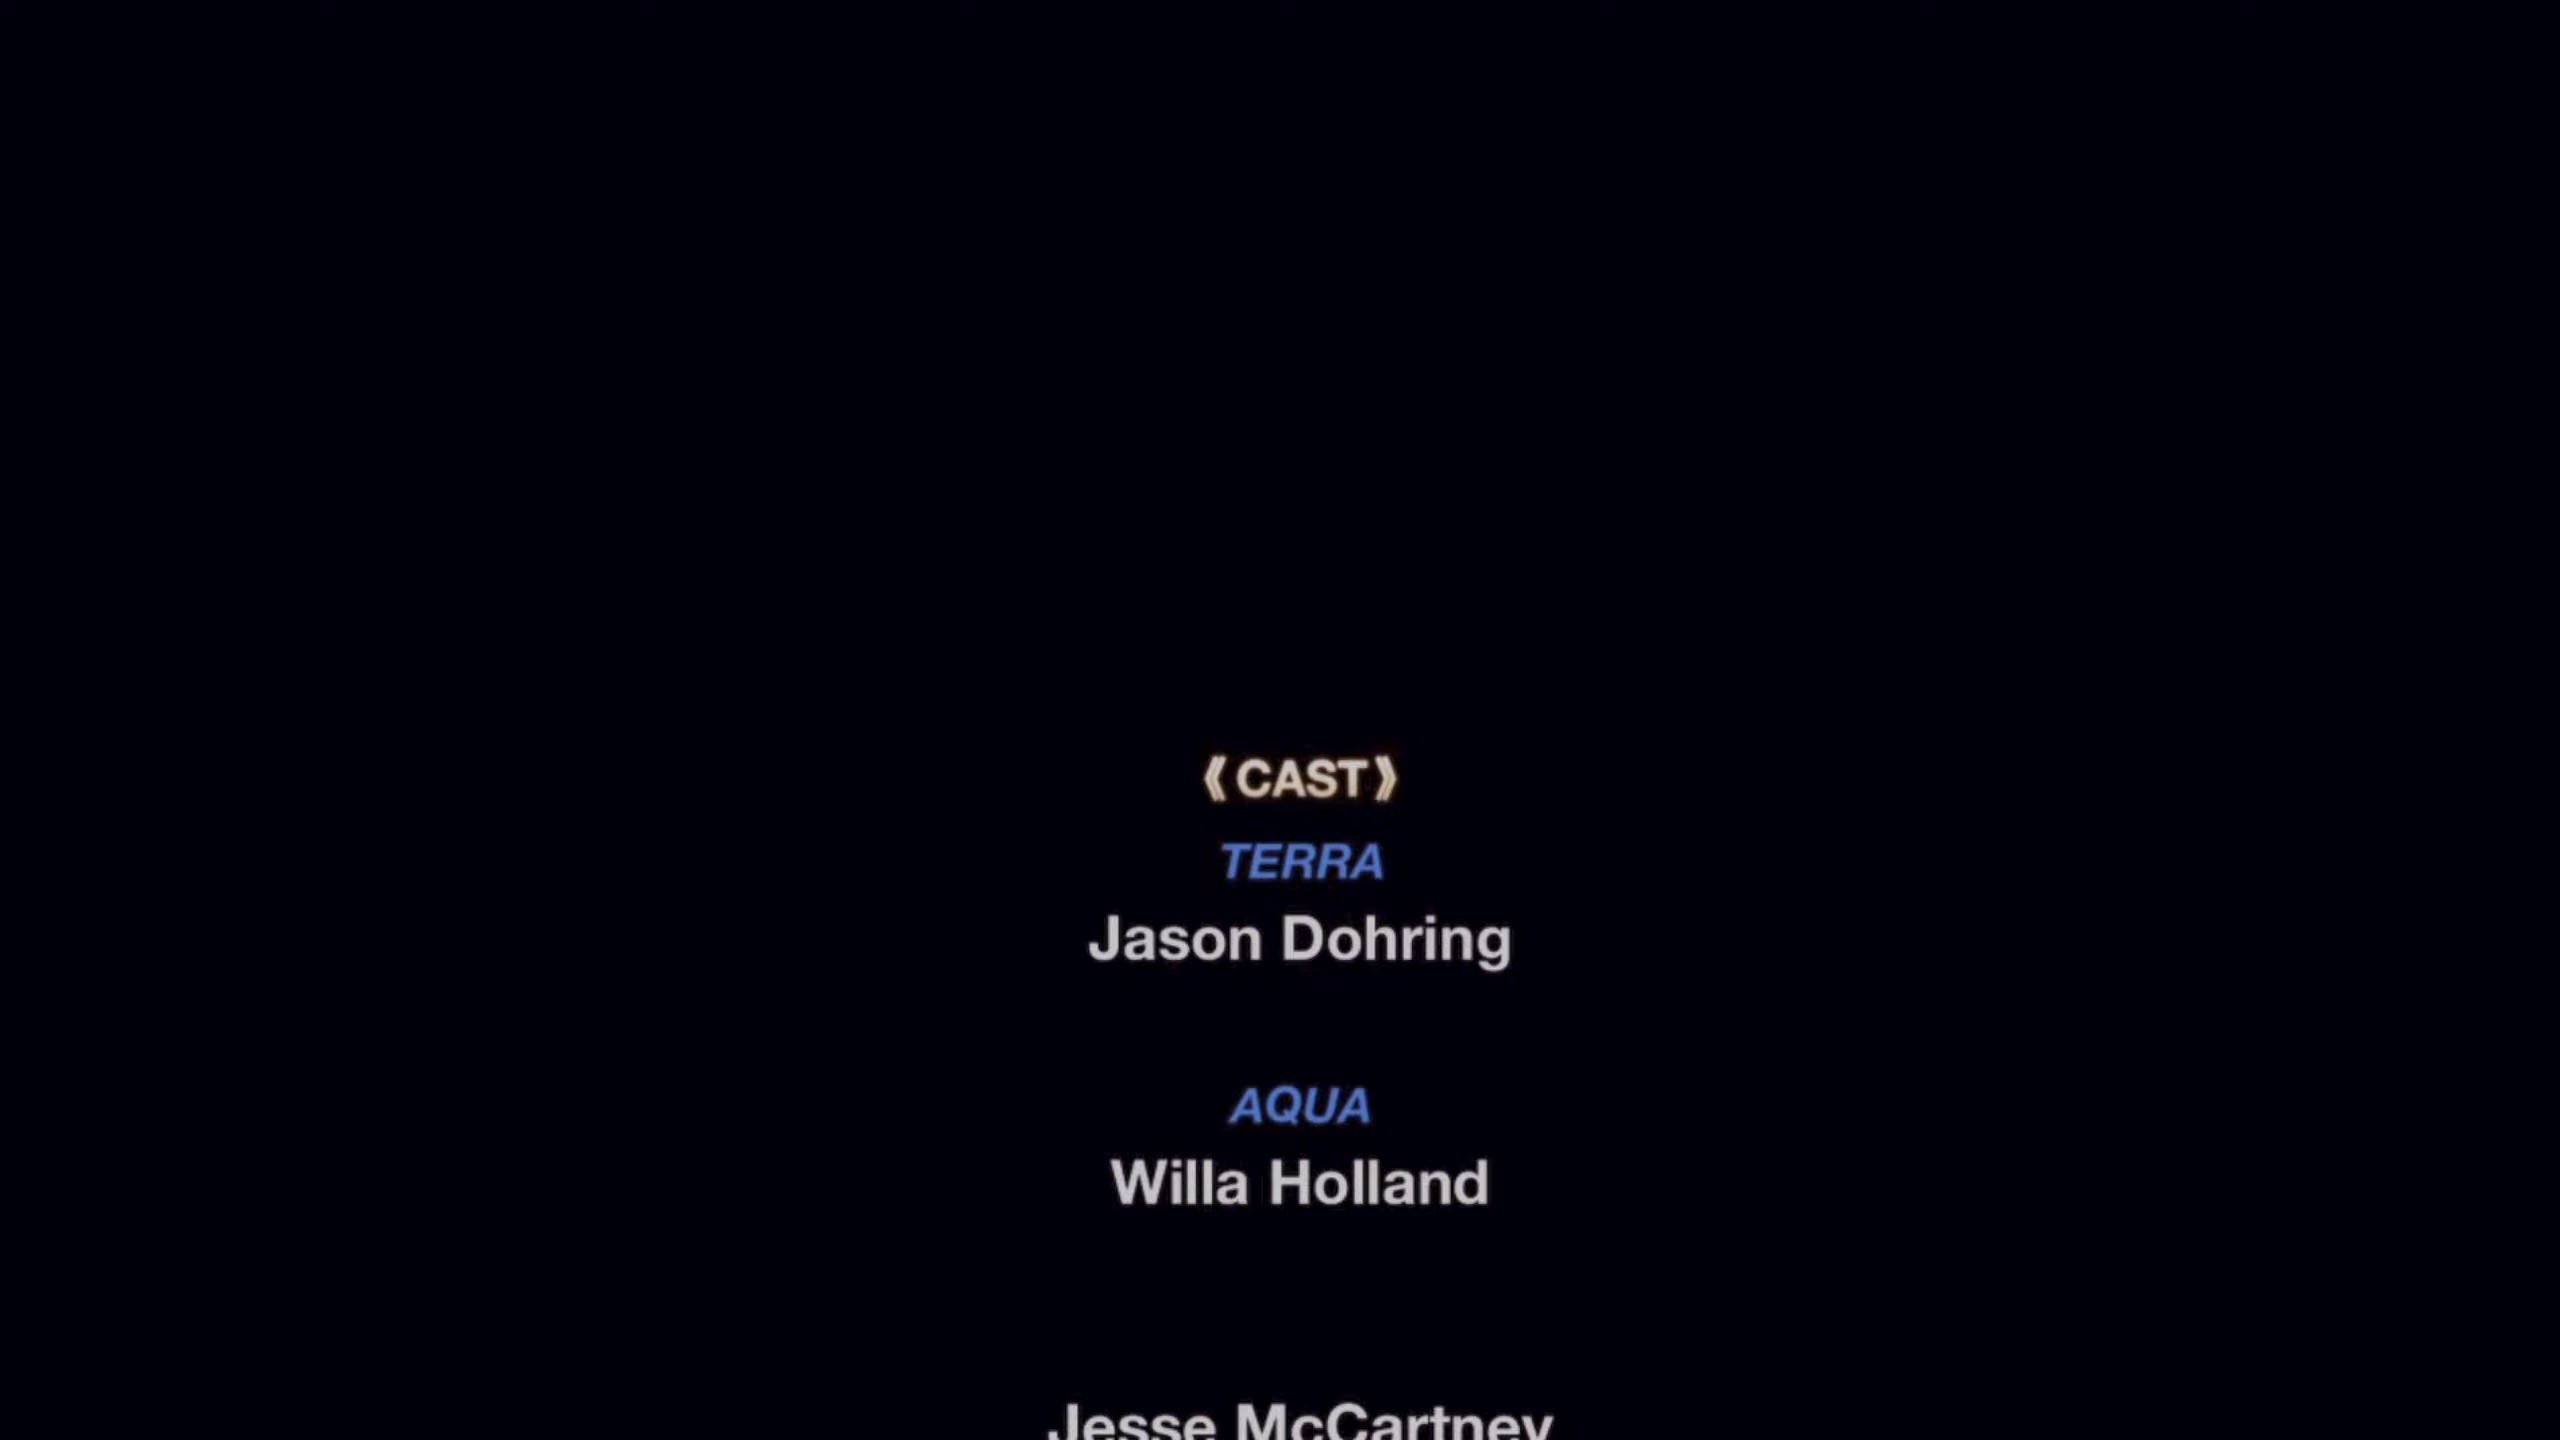 《CAST》
TERRA
Jason Dohring
AQUA
Willa Holland
Jesse McCartney